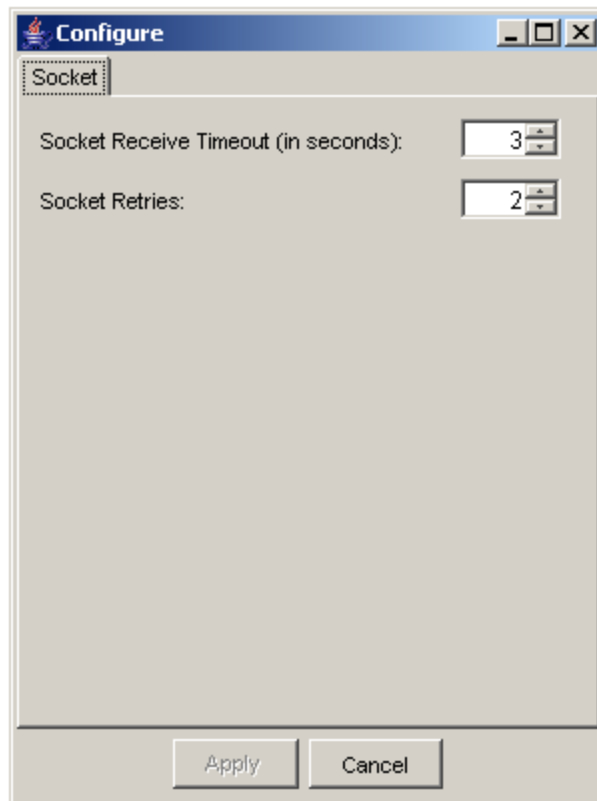 Configure
Socket
Socket Receive Timeout (in seconds): 3
Socket Retries: 2
Apply Cancel